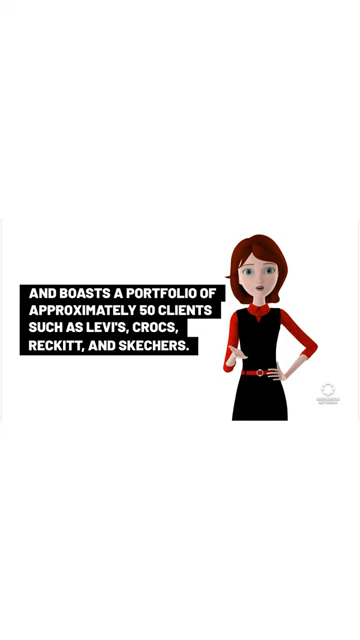 AND BOASTS A PORTFOLIO OF
APPROXIMATELY 50 CLIENTS
SUCH AS LEVI'S, CROCS,
RECKITT, AND SKECHERS.